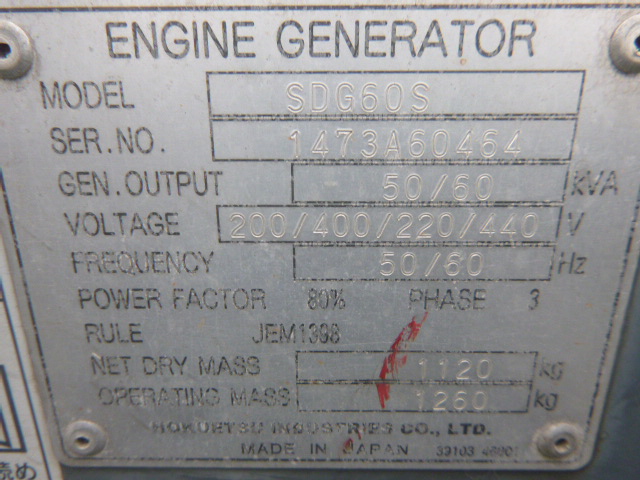 ENGINE GENERATOR
MODEL SDG60S
SER.NO. 1473A60464
GEN.OUTPUT 50/60 kVA
VOLTAGE 200/400/220/440 V
FREQUENCY 50/60 Hz
POWER FACTOR 80% PHASE 3
RULE JEM1398
NET DRY MASS 1120 kg
OPERATING MASS 1260 kg
HOKUETSU INDUSTRIES CO., LTD.
MADE IN JAPAN